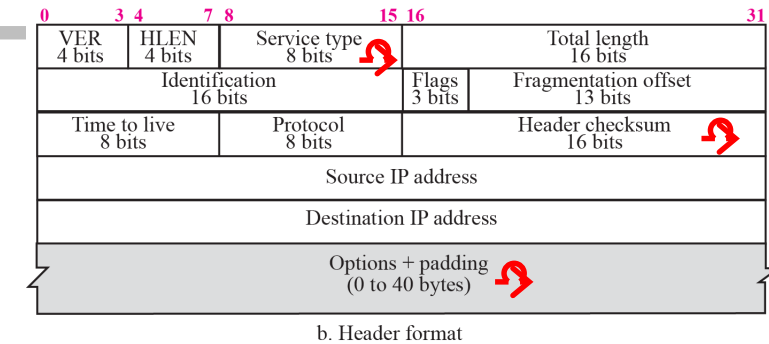 0 3 4 7 8 15 16 31
VER HLEN Service type Total length
4 bits 4 bits 8 bits 16 bits
Identification Flags Fragmentation offset
16 bits 3 bits 13 bits
Time to live Protocol Header checksum
8 bits 8 bits 16 bits
Source IP address
Destination IP address
Options + padding
(0 to 40 bytes)
b. Header format